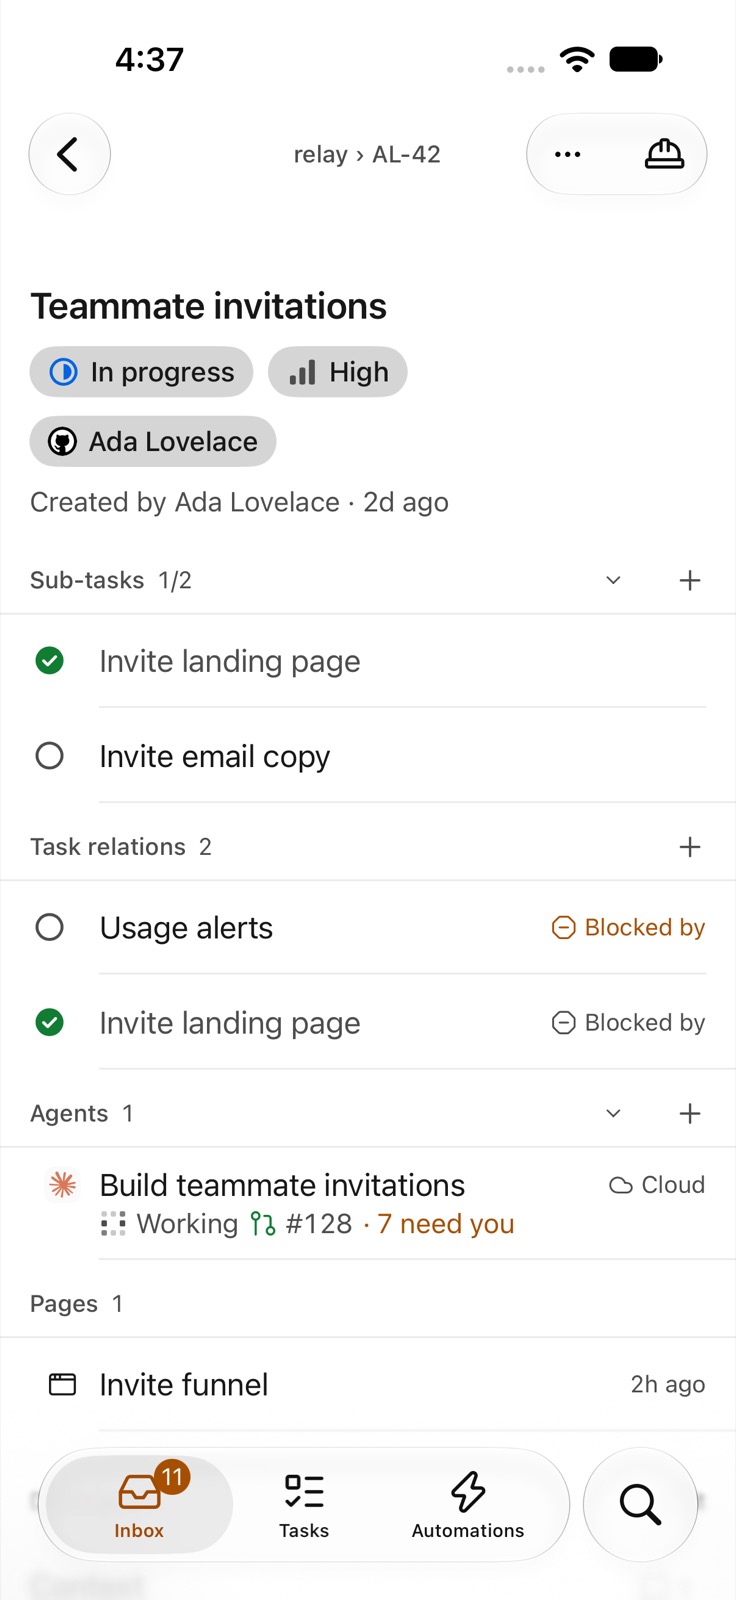 4:37
relay › AL-42
Teammate invitations
In progress
High
Ada Lovelace
Created by Ada Lovelace · 2d ago
Sub-tasks 1/2
Invite landing page
Invite email copy
Task relations 2
Usage alerts
Blocked by
Invite landing page
Blocked by
Agents 1
Build teammate invitations
Cloud
Working #128 · 7 need you
Pages 1
Invite funnel
2h ago
11
Inbox
Tasks
Automations
Context